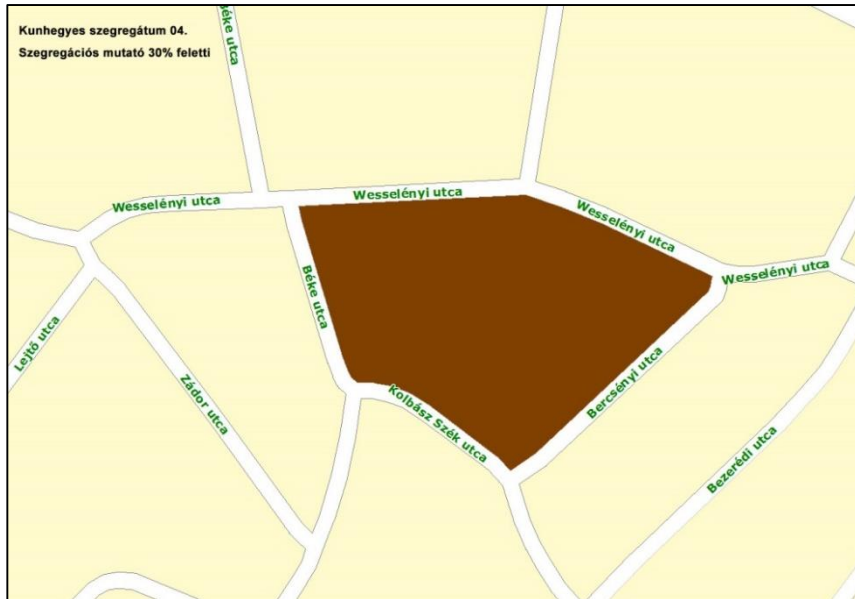 Kunhegyes szegregátum 04.
Szegregációs mutató 30% feletti
Béke utca
Wesselényi utca
Wesselényi utca
Wesselényi utca
Wesselényi utca
Béke utca
Lejtő utca
Zádor utca
Kolbász Szék utca
Bercsényi utca
Bezerédi utca